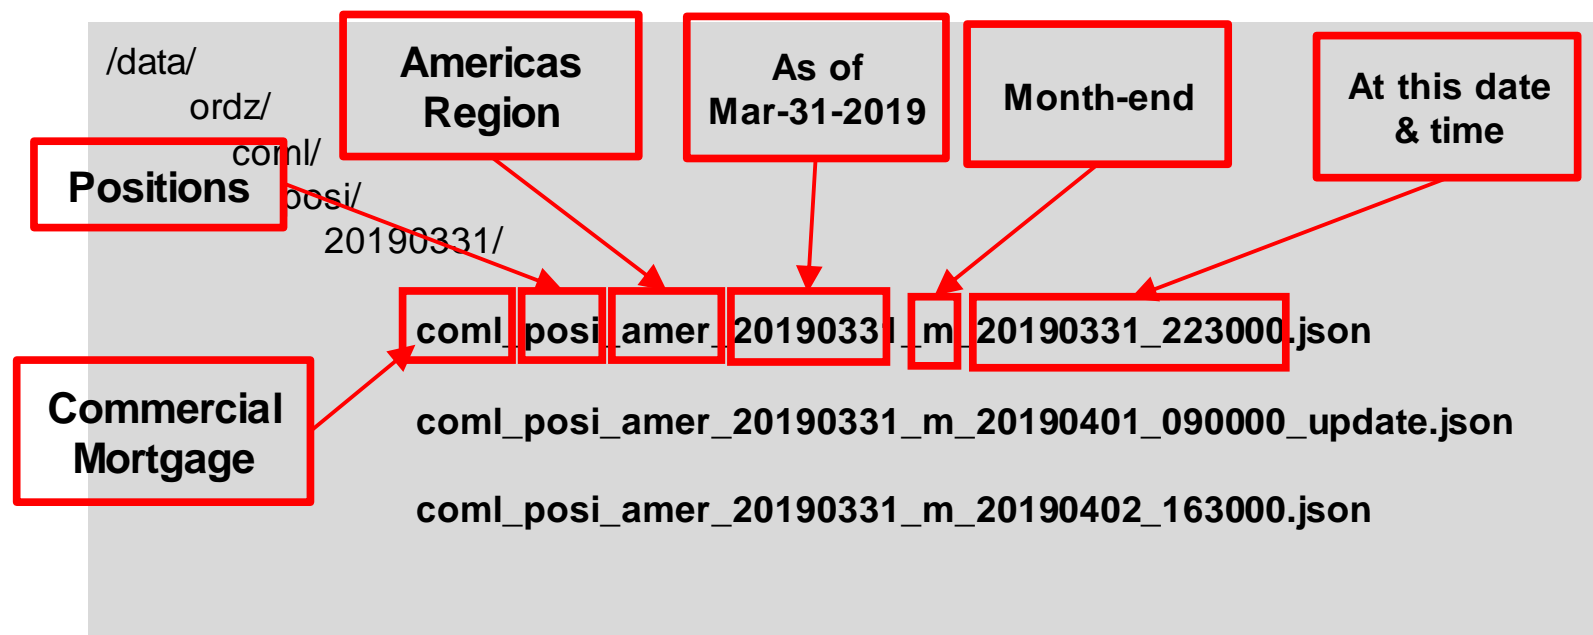 /data/
ordz/
coml/
posi/
20190331/
Americas
Region
As of
Mar-31-2019
Month-end
At this date
& time
Positions
coml_posi_amer_20190331_m_20190331_223000.json
Commercial
Mortgage
coml_posi_amer_20190331_m_20190401_090000_update.json
coml_posi_amer_20190331_m_20190402_163000.json